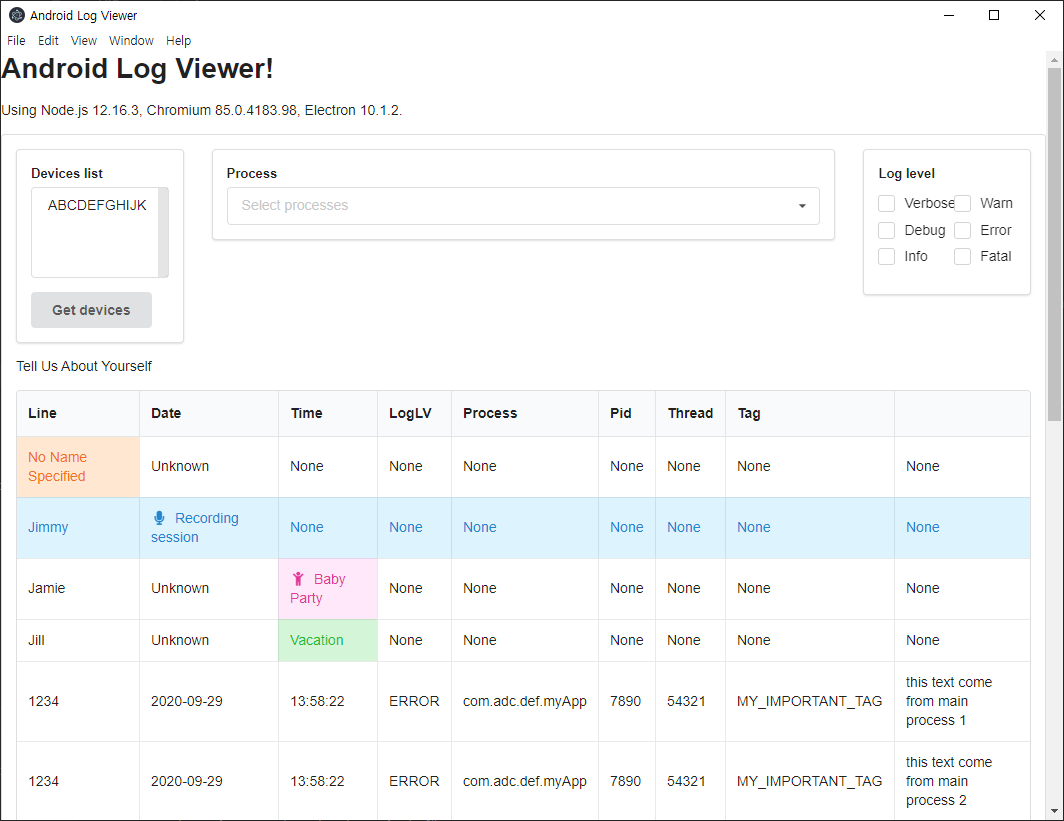 Android Log Viewer
File Edit View Window Help
Android Log Viewer!
Using Node.js 12.16.3, Chromium 85.0.4183.98, Electron 10.1.2.
Devices list
ABCDEFGHIJK
Get devices
Process
Select processes
Log level
Verbose Warn
Debug Error
Info Fatal
Tell Us About Yourself
Line Date Time LogLV Process Pid Thread Tag
No Name
Specified
Unknown None None None None None None None
Jimmy
Recording
session
None None None None None None None
Jamie Unknown
Baby
Party
None None None None None None
Jill Unknown Vacation None None None None None None
1234 2020-09-29 13:58:22 ERROR com.adc.def.myApp 7890 54321 MY_IMPORTANT_TAG
this text come
from main
process 1
1234 2020-09-29 13:58:22 ERROR com.adc.def.myApp 7890 54321 MY_IMPORTANT_TAG
this text come
from main
process 2